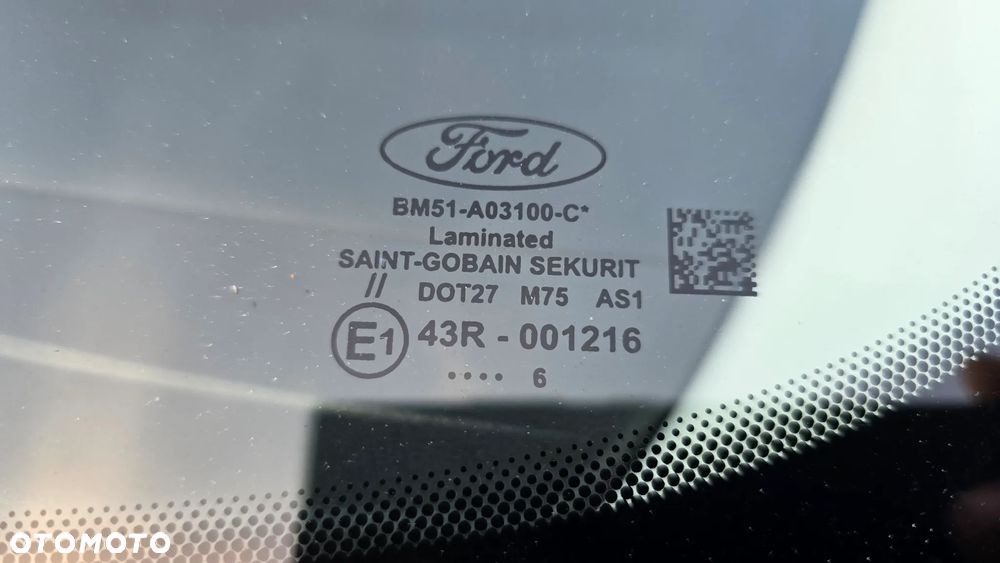 Ford
BM51-A03100-C*
Laminated
SAINT-GOBAIN SEKURIT
// DOT27 M75 AS1
E1 43R - 001216
.... 6
OTOMOTO